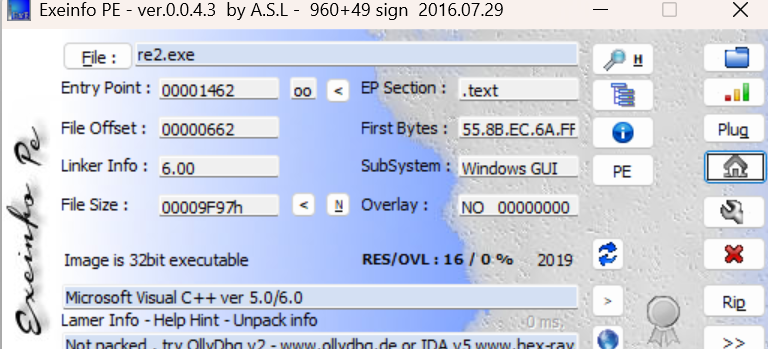 Exeinfo PE - ver.0.0.4.3 by A.S.L - 960+49 sign 2016.07.29
Exeinfo Pe
File : re2.exe H
Entry Point : 00001462 oo < EP Section : .text
File Offset : 00000662 First Bytes : 55.8B.EC.6A.FF Plug
Linker Info : 6.00 SubSystem : Windows GUI PE
File Size : 00009F97h < N Overlay : NO 00000000
Image is 32bit executable RES/OVL : 16 / 0 % 2019
Microsoft Visual C++ ver 5.0/6.0 > Rip
Lamer Info - Help Hint - Unpack info 0 ms.
Not packed , try OllyDbg v2 - www.ollydbg.de or IDA v5 www.hex-ray >>